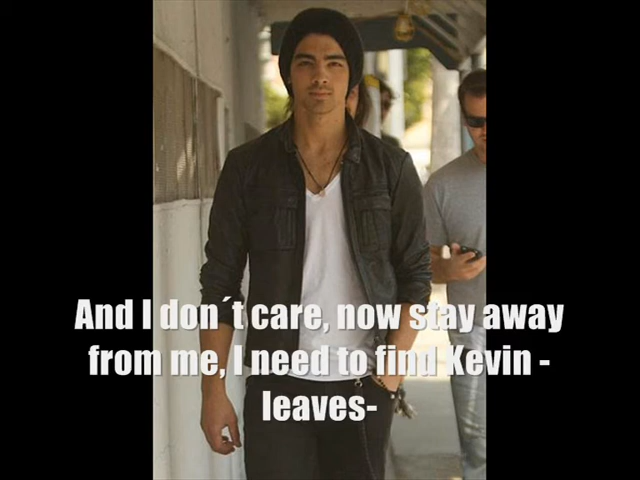 And I don´t care, now stay away
from me, I need to find Kevin -
leaves-